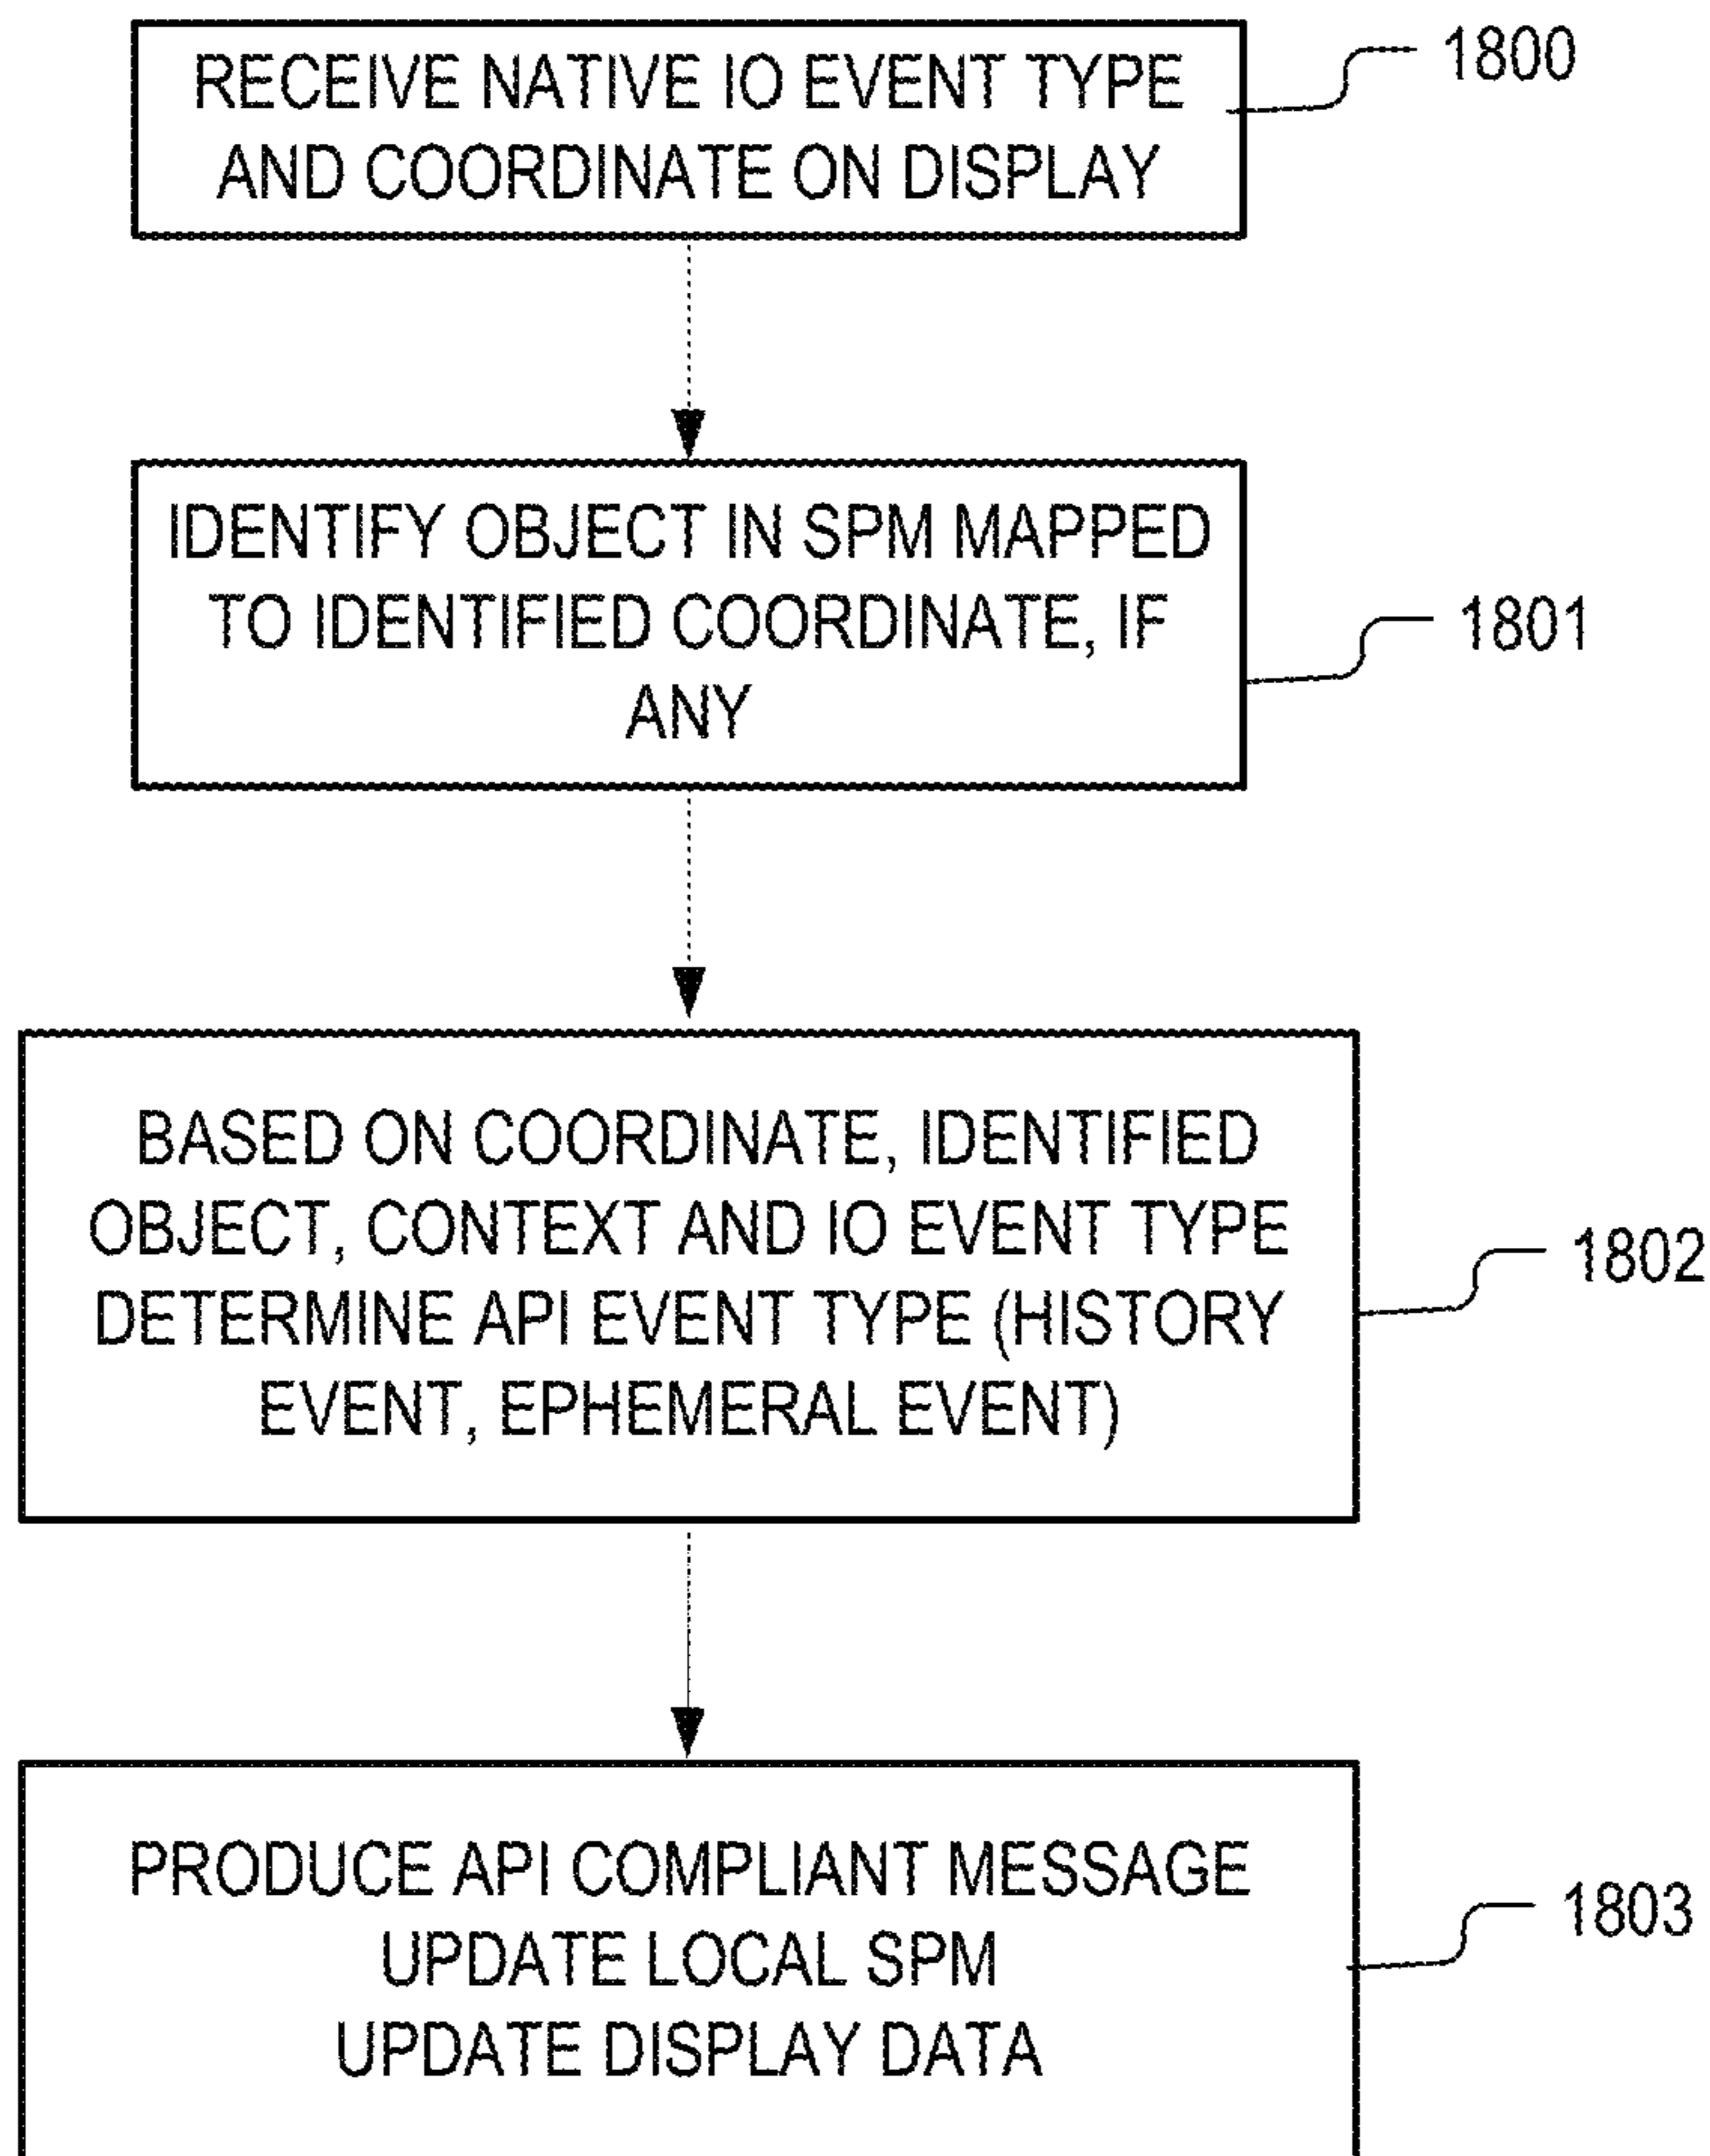 RECEIVE NATIVE IO EVENT TYPE
AND COORDINATE ON DISPLAY
1800
IDENTIFY OBJECT IN SPM MAPPED
TO IDENTIFIED COORDINATE, IF
ANY
1801
BASED ON COORDINATE, IDENTIFIED
OBJECT, CONTEXT AND IO EVENT TYPE
DETERMINE API EVENT TYPE (HISTORY
EVENT, EPHEMERAL EVENT)
1802
PRODUCE API COMPLIANT MESSAGE
UPDATE LOCAL SPM
UPDATE DISPLAY DATA
1803